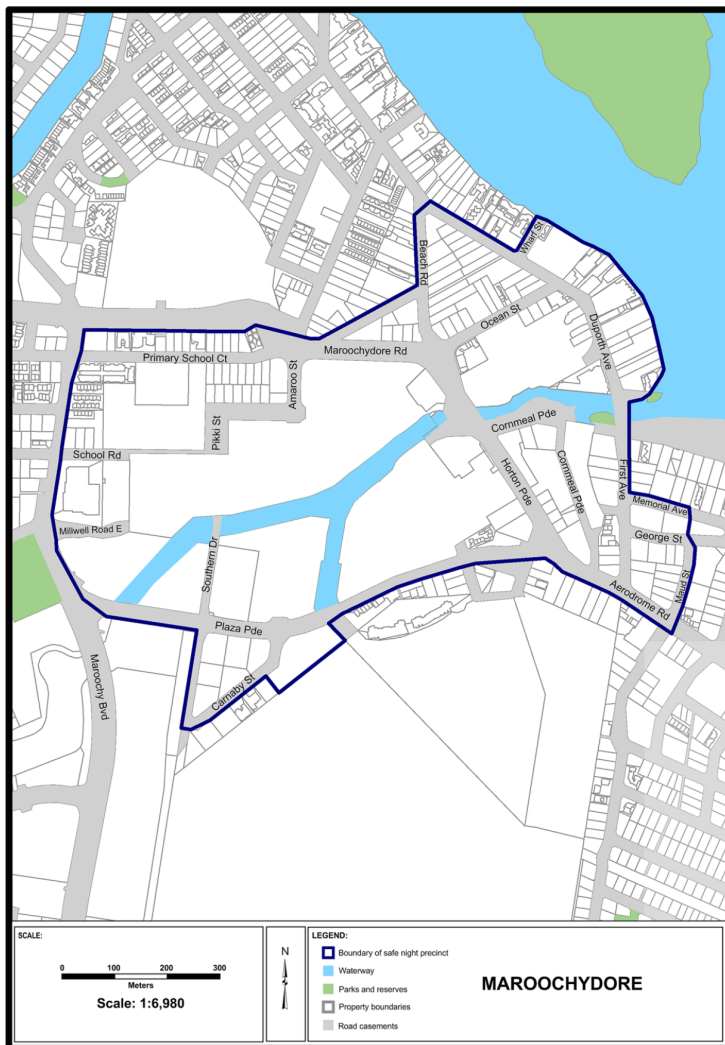 Beach Rd
Wharf St
Ocean St
Duporth Ave
Primary School Ct
Maroochydore Rd
Amaroo St
Pikki St
School Rd
Cornmeal Pde
Horton Pde
Cornmeal Pde
First Ave
Memorial Ave
George St
Maud St
Millwell Road E
Southern Dr
Aerodrome Rd
Plaza Pde
Maroochy Bvd
Carnaby St
SCALE:
0 100 200 300
Meters
Scale: 1:6,980
N
LEGEND:
Boundary of safe night precinct
Waterway
Parks and reserves
Property boundaries
Road casements
MAROOCHYDORE